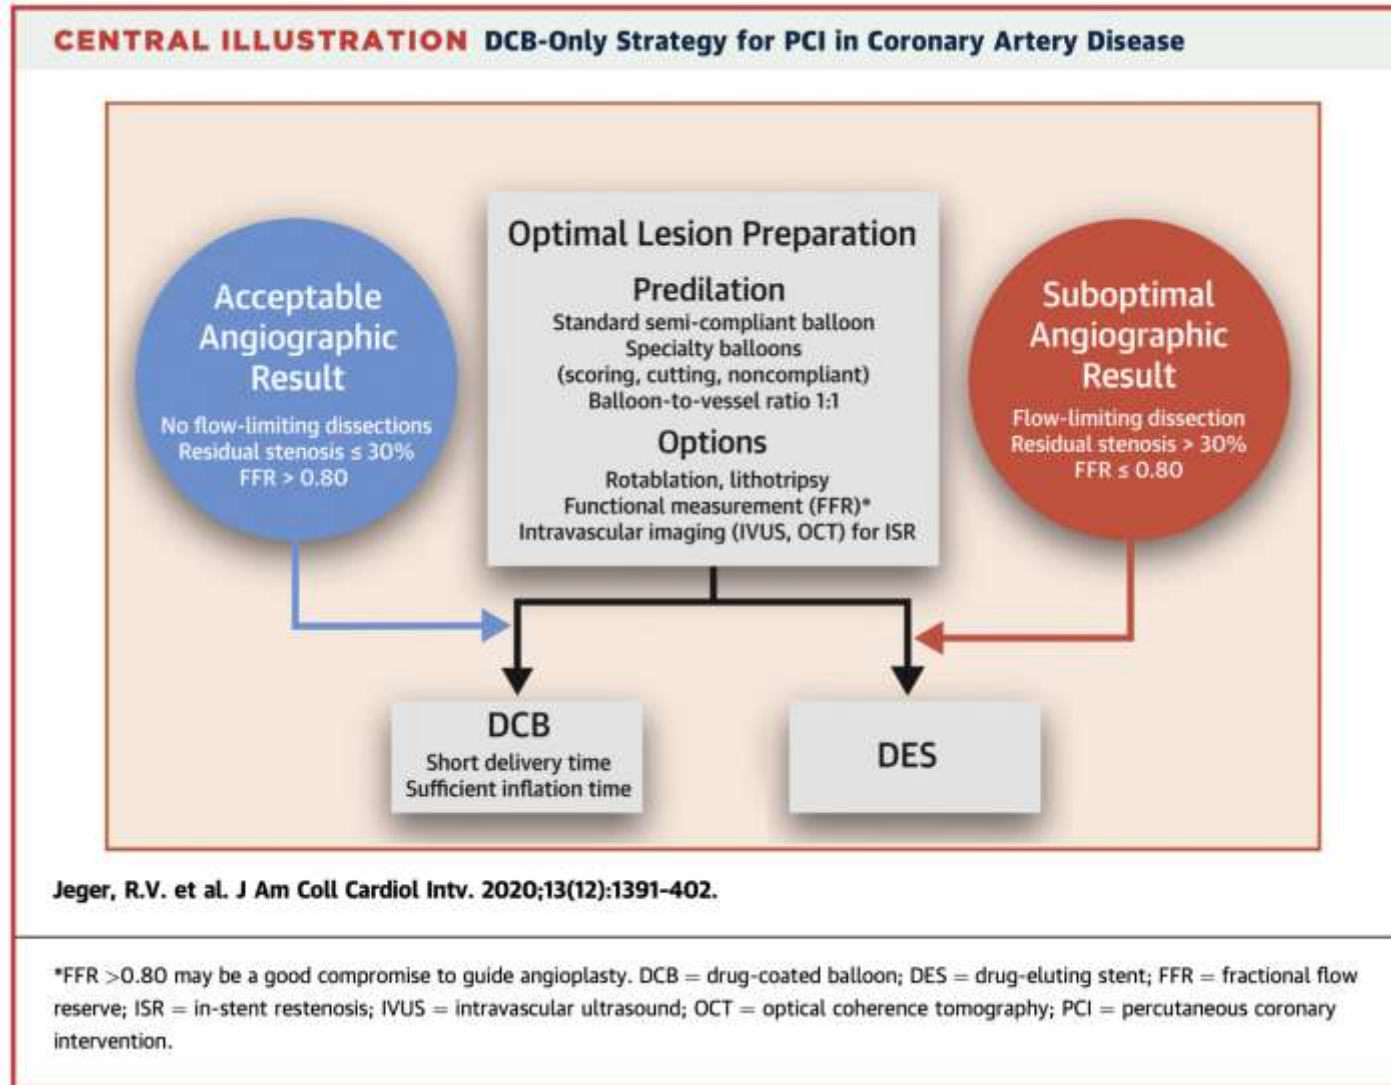 CENTRAL ILLUSTRATION DCB-Only Strategy for PCI in Coronary Artery Disease
Acceptable
Angiographic
Result
No flow-limiting dissections
Residual stenosis ≤ 30%
FFR > 0.80
Optimal Lesion Preparation
Predilation
Standard semi-compliant balloon
Specialty balloons
(scoring, cutting, noncompliant)
Balloon-to-vessel ratio 1:1
Options
Rotablation, lithotripsy
Functional measurement (FFR)*
Intravascular imaging (IVUS, OCT) for ISR
Suboptimal
Angiographic
Result
Flow-limiting dissection
Residual stenosis > 30%
FFR ≤ 0.80
DCB
Short delivery time
Sufficient inflation time
DES
Jeger, R.V. et al. J Am Coll Cardiol Intv. 2020;13(12):1391–402.
*FFR >0.80 may be a good compromise to guide angioplasty. DCB = drug-coated balloon; DES = drug-eluting stent; FFR = fractional flow
reserve; ISR = in-stent restenosis; IVUS = intravascular ultrasound; OCT = optical coherence tomography; PCI = percutaneous coronary
intervention.